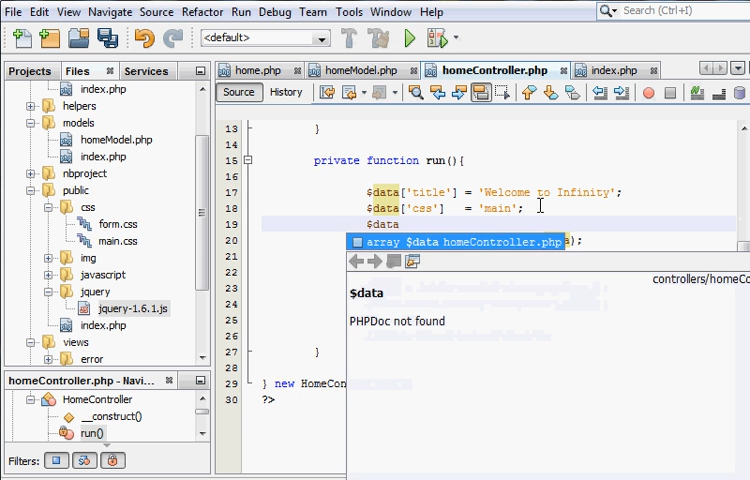 File Edit View Navigate Source Refactor Run Debug Team Tools Window Help
Search (Ctrl+I)
<default>
Projects Files Services
home.php homeModel.php homeController.php index.php
Source History
index.php
helpers
models
homeModel.php
index.php
nbproject
public
css
form.css
main.css
img
javascript
jquery
jquery-1.6.1.js
index.php
views
error
13 }
14
15 private function run(){
16
17 $data['title'] = 'Welcome to Infinity';
18 $data['css'] = 'main';
19 $data
20 );
array $data homeController.php
controllers/homeC
$data
PHPDoc not found
21
22
23
24
25
26
27 }
28
29 } new HomeCon
30 ?>
homeController.php - Navi...
HomeController
__construct()
run()
Filters: